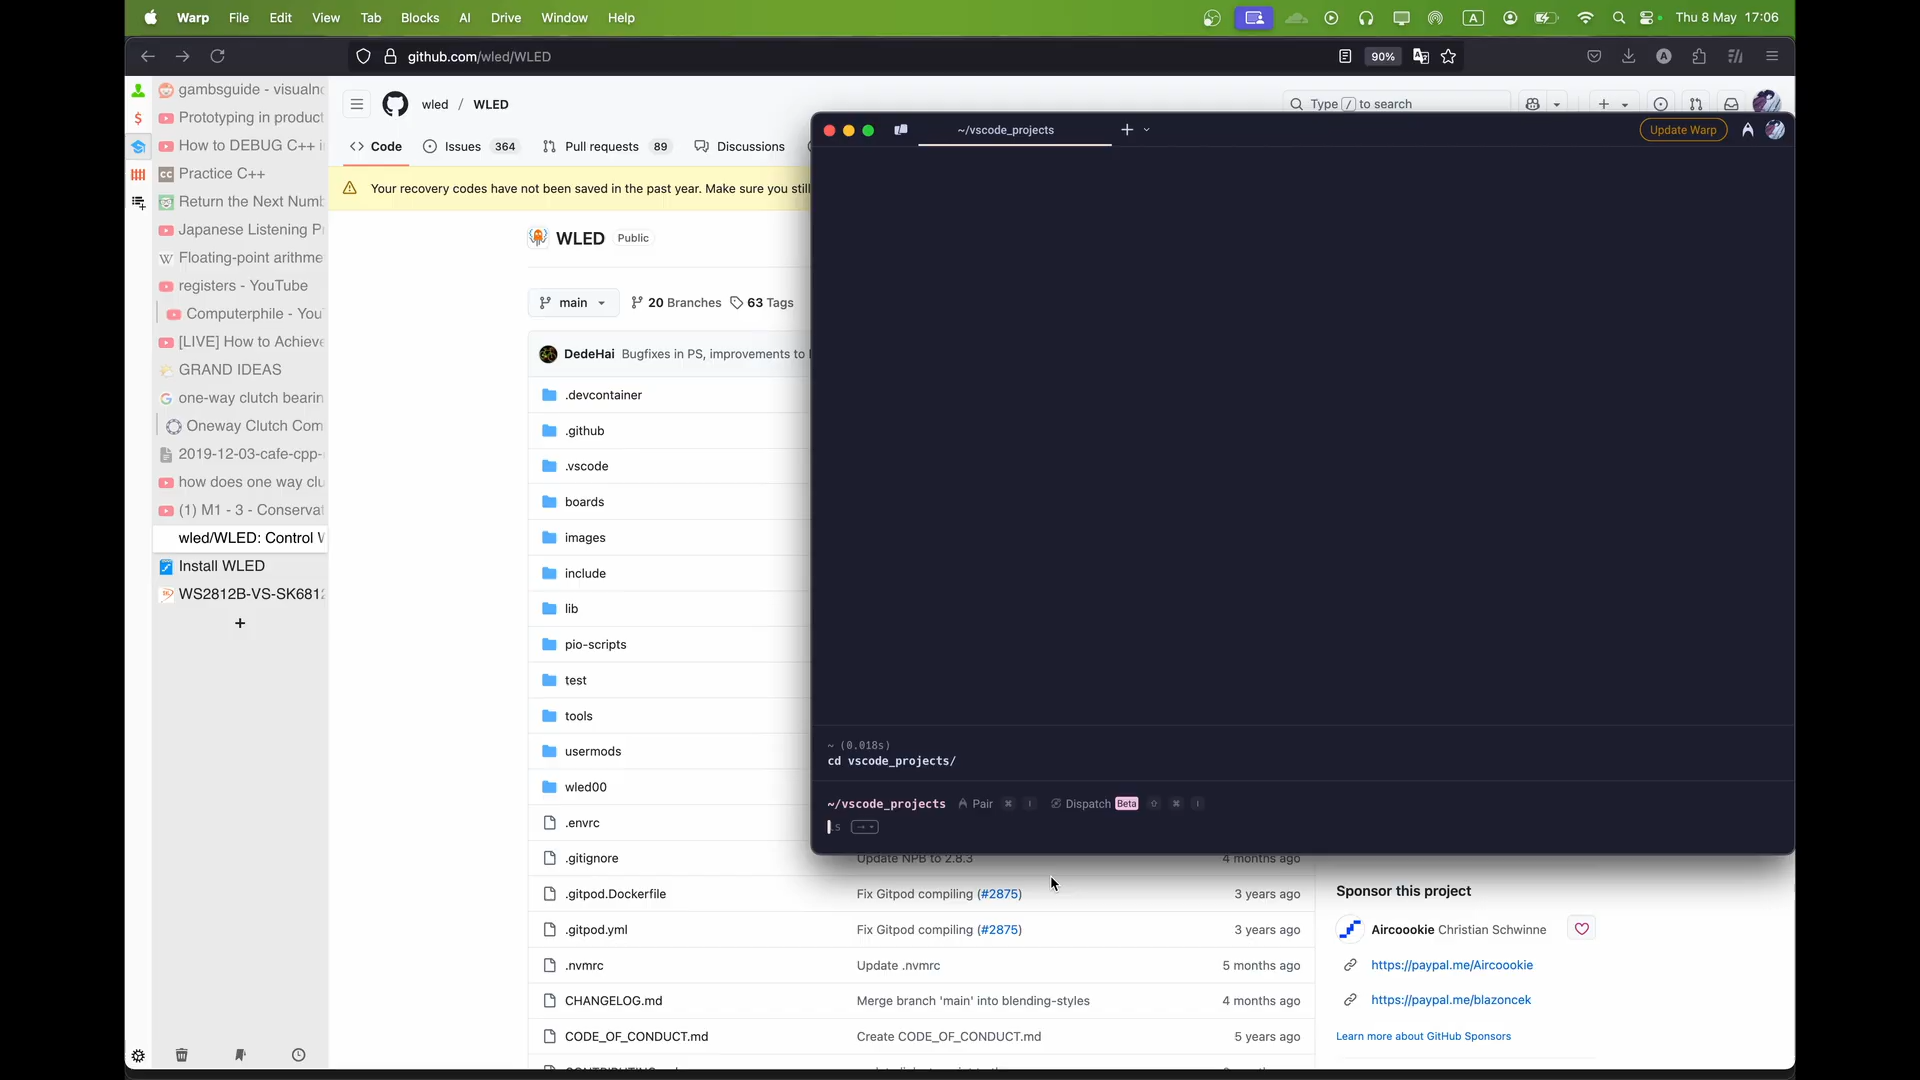 Warp File Edit View Tab Blocks AI Drive Window Help
A
Thu 8 May 17:06
github.com/wled/WLED
90%
A
gambsguide - visualno
Prototyping in product
How to DEBUG C++ i
Practice C++
Return the Next Numb
Japanese Listening Pr
Floating-point arithme
registers - YouTube
Computerphile - You
[LIVE] How to Achieve
GRAND IDEAS
one-way clutch bearin
Oneway Clutch Com
2019-12-03-cafe-cpp-
how does one way clu
(1) M1 - 3 - Conservat
wled/WLED: Control W
Install WLED
WS2812B-VS-SK6812
+
wled / WLED
Type / to search
Code
Issues 364
Pull requests 89
Discussions
Your recovery codes have not been saved in the past year. Make sure you still
WLED Public
main
20 Branches
63 Tags
DedeHai Bugfixes in PS, improvements to
.devcontainer
.github
.vscode
boards
images
include
lib
pio-scripts
test
tools
usermods
wled00
.envrc
.gitignore Update NPB to 2.8.3 4 months ago
.gitpod.Dockerfile Fix Gitpod compiling (#2875) 3 years ago
.gitpod.yml Fix Gitpod compiling (#2875) 3 years ago
.nvmrc Update .nvmrc 5 months ago
CHANGELOG.md Merge branch 'main' into blending-styles 4 months ago
CODE_OF_CONDUCT.md Create CODE_OF_CONDUCT.md 5 years ago
~/vscode_projects
Update Warp
~ (0.018s)
cd vscode_projects/
~/vscode_projects Pair ⌘ I Dispatch Beta ⇧ ⌘ I
ls
Sponsor this project
Aircoookie Christian Schwinne
https://paypal.me/Aircoookie
https://paypal.me/blazoncek
Learn more about GitHub Sponsors